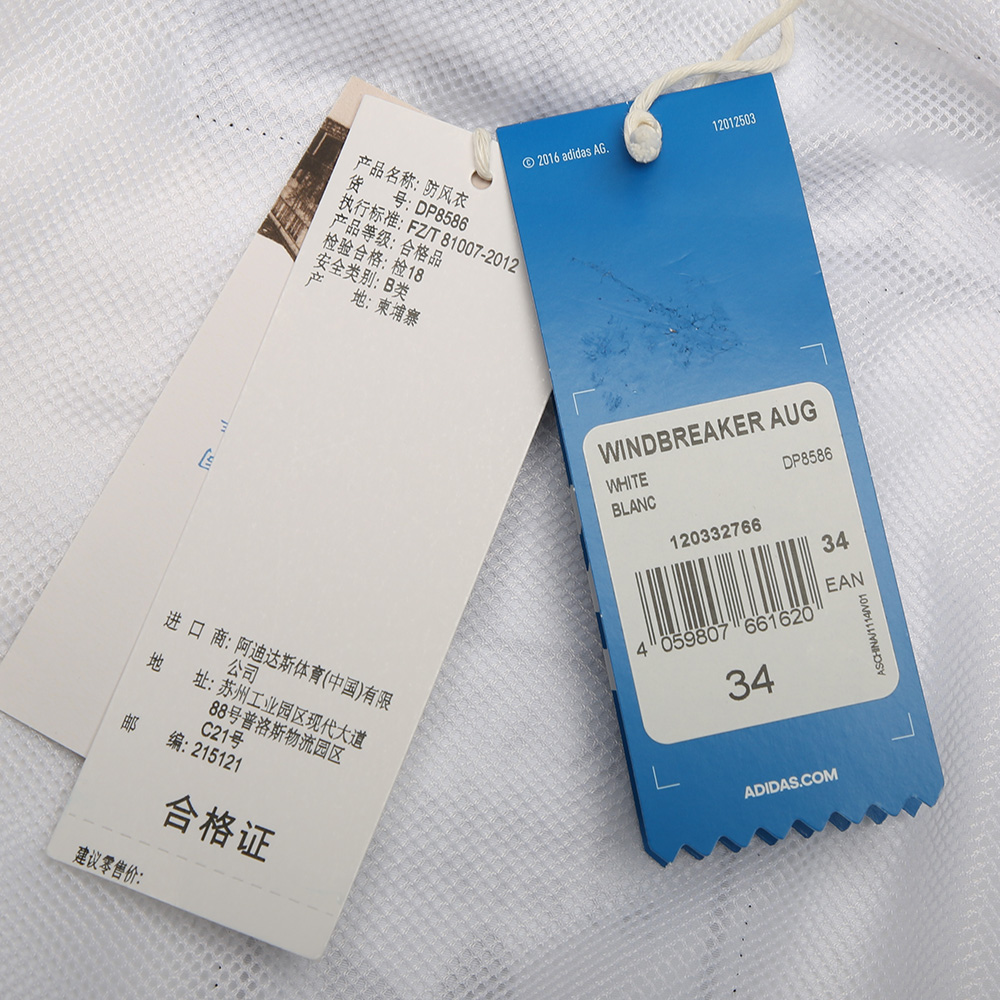 产品名称: 防风衣
货 号: DP8586
执行标准: FZ/T 81007-2012
产品等级: 合格品
检验合格: 检18
安全类别: B类
产 地: 柬埔寨
进 口 商: 阿迪达斯体育(中国)有限
公司
地 址: 苏州工业园区现代大道
88号普洛斯物流园区
C21号
邮 编: 215121
合格证
建议零售价:
© 2016 adidas AG.
12012503
WINDBREAKER AUG
WHITE
DP8586
BLANC
120332766
34
EAN
4 059807 661620
34
ASCHINA/1114/V01
ADIDAS.COM